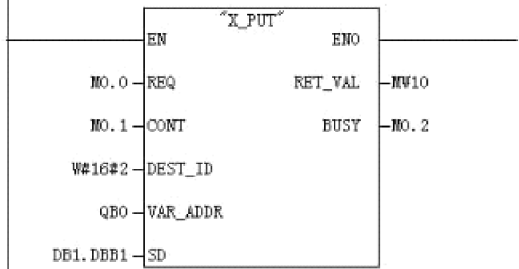 "X_PUT"
EN ENO
M0.0 REQ RET_VAL MW10
M0.1 CONT BUSY M0.2
W#16#2 DEST_ID
QB0 VAR_ADDR
DB1.DBB1 SD